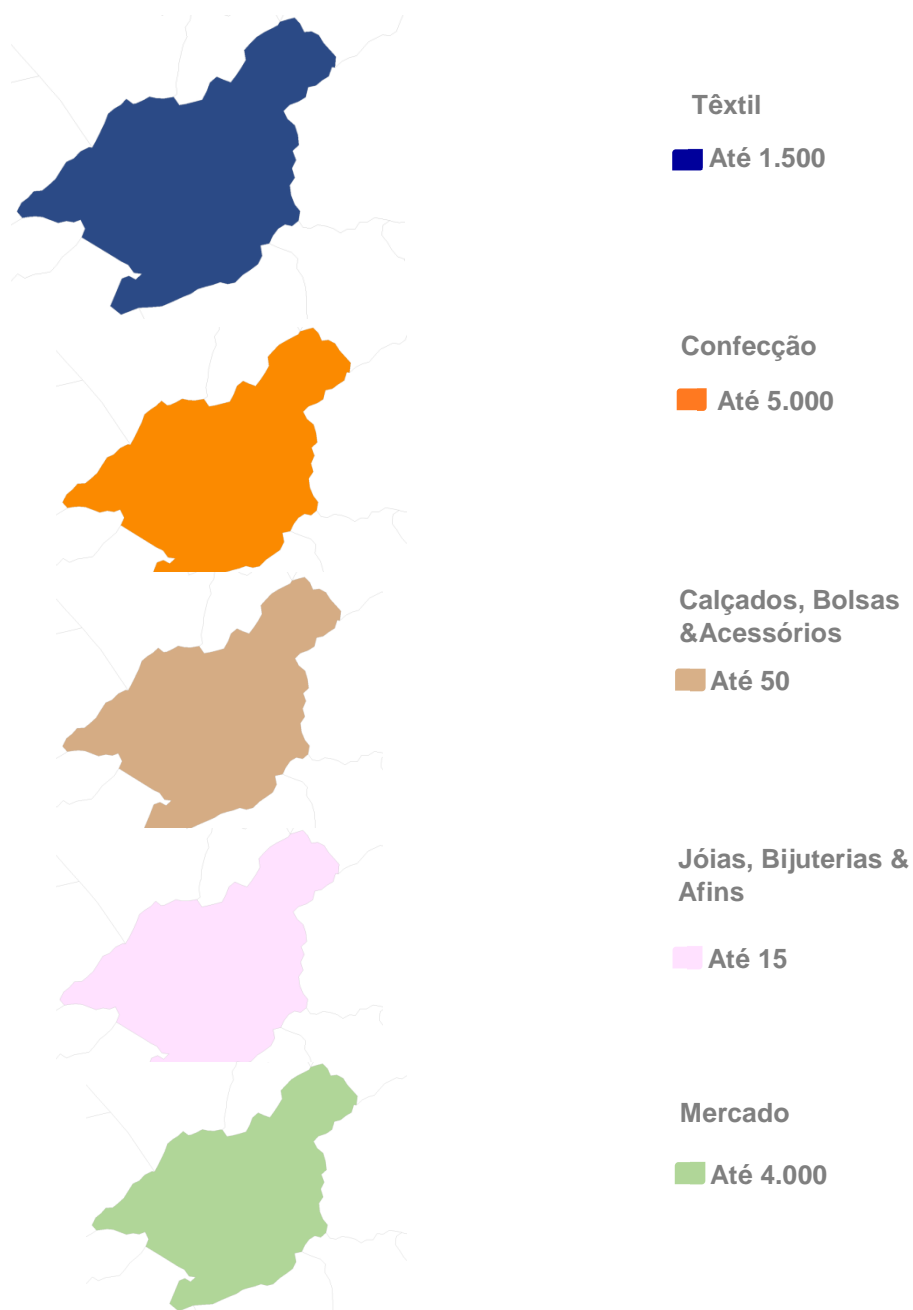 Têxtil
Até 1.500
Confecção
Até 5.000
Calçados, Bolsas
&Acessórios
Até 50
Jóias, Bijuterias &
Afins
Até 15
Mercado
Até 4.000